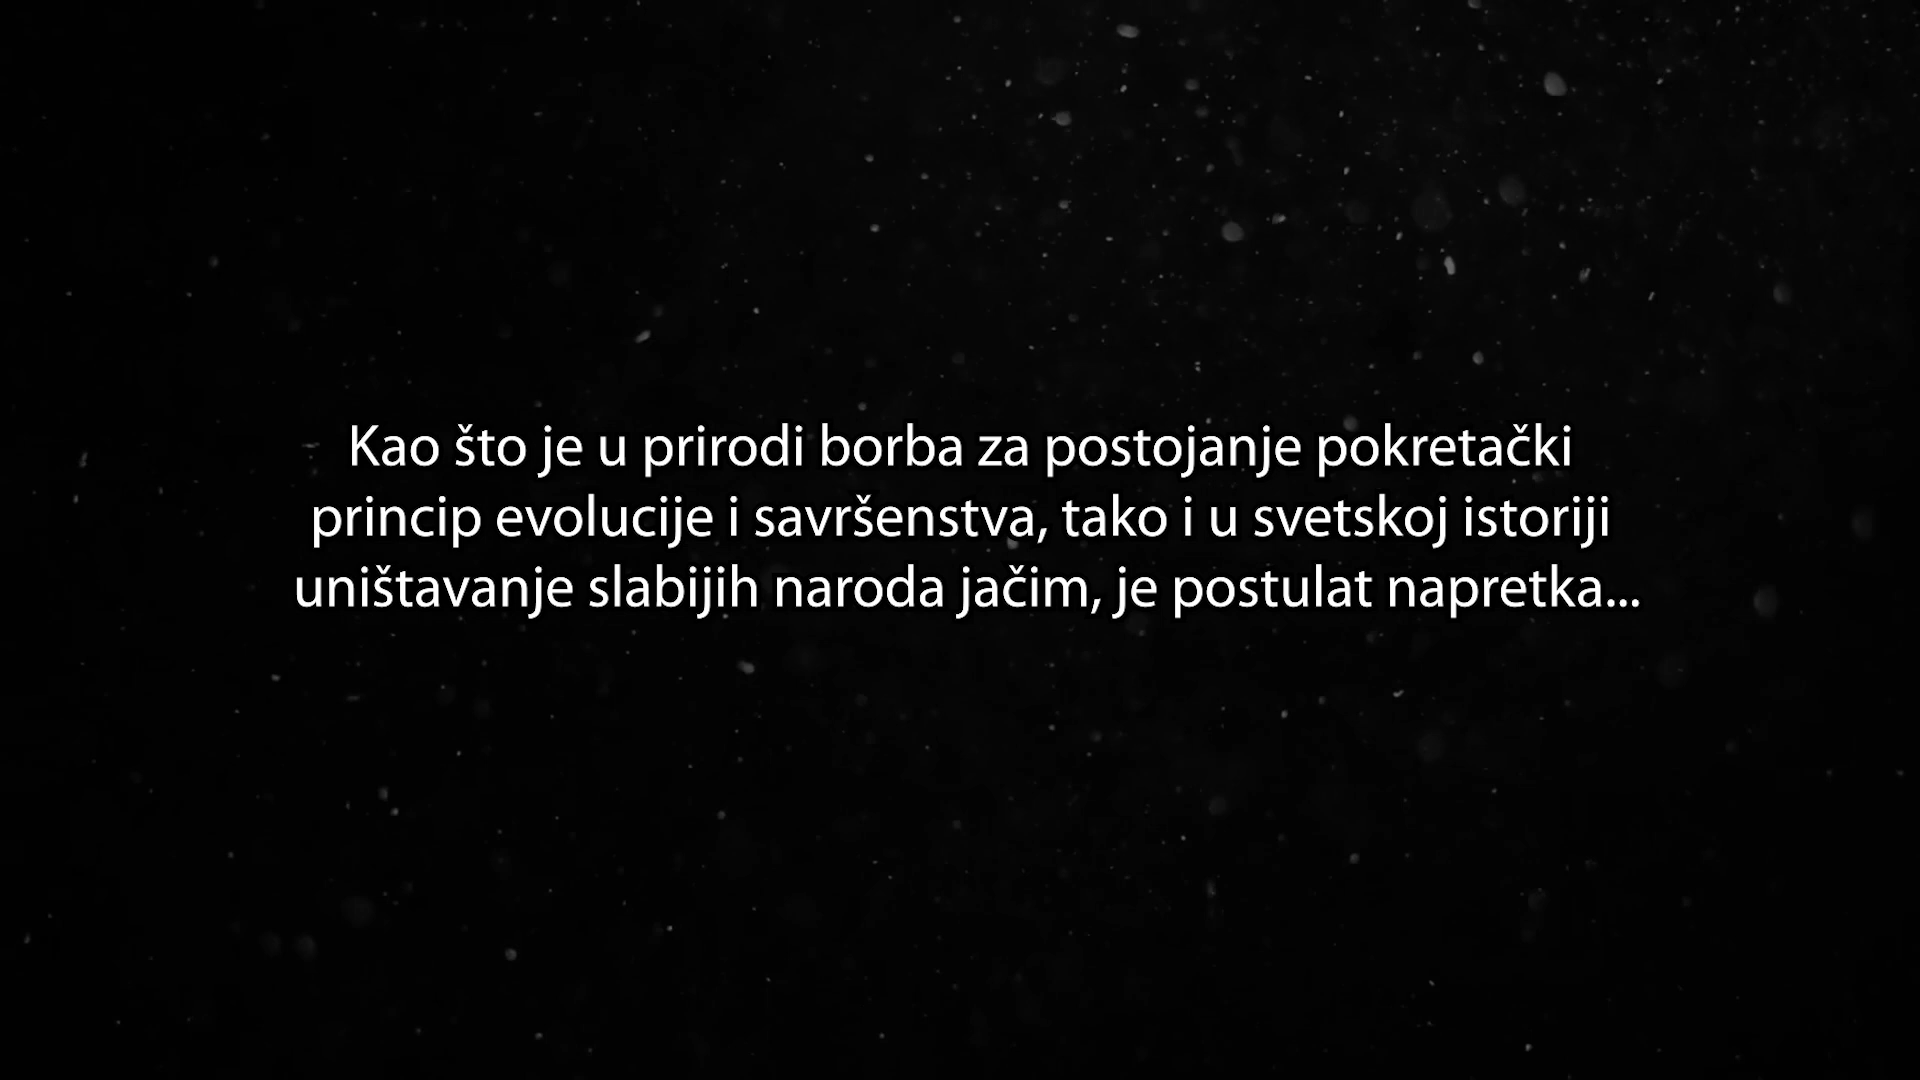 Kao što je u prirodi borba za postojanje pokretački
princip evolucije i savršenstva, tako i u svetskoj istoriji
uništavanje slabijih naroda jačim, je postulat napretka...